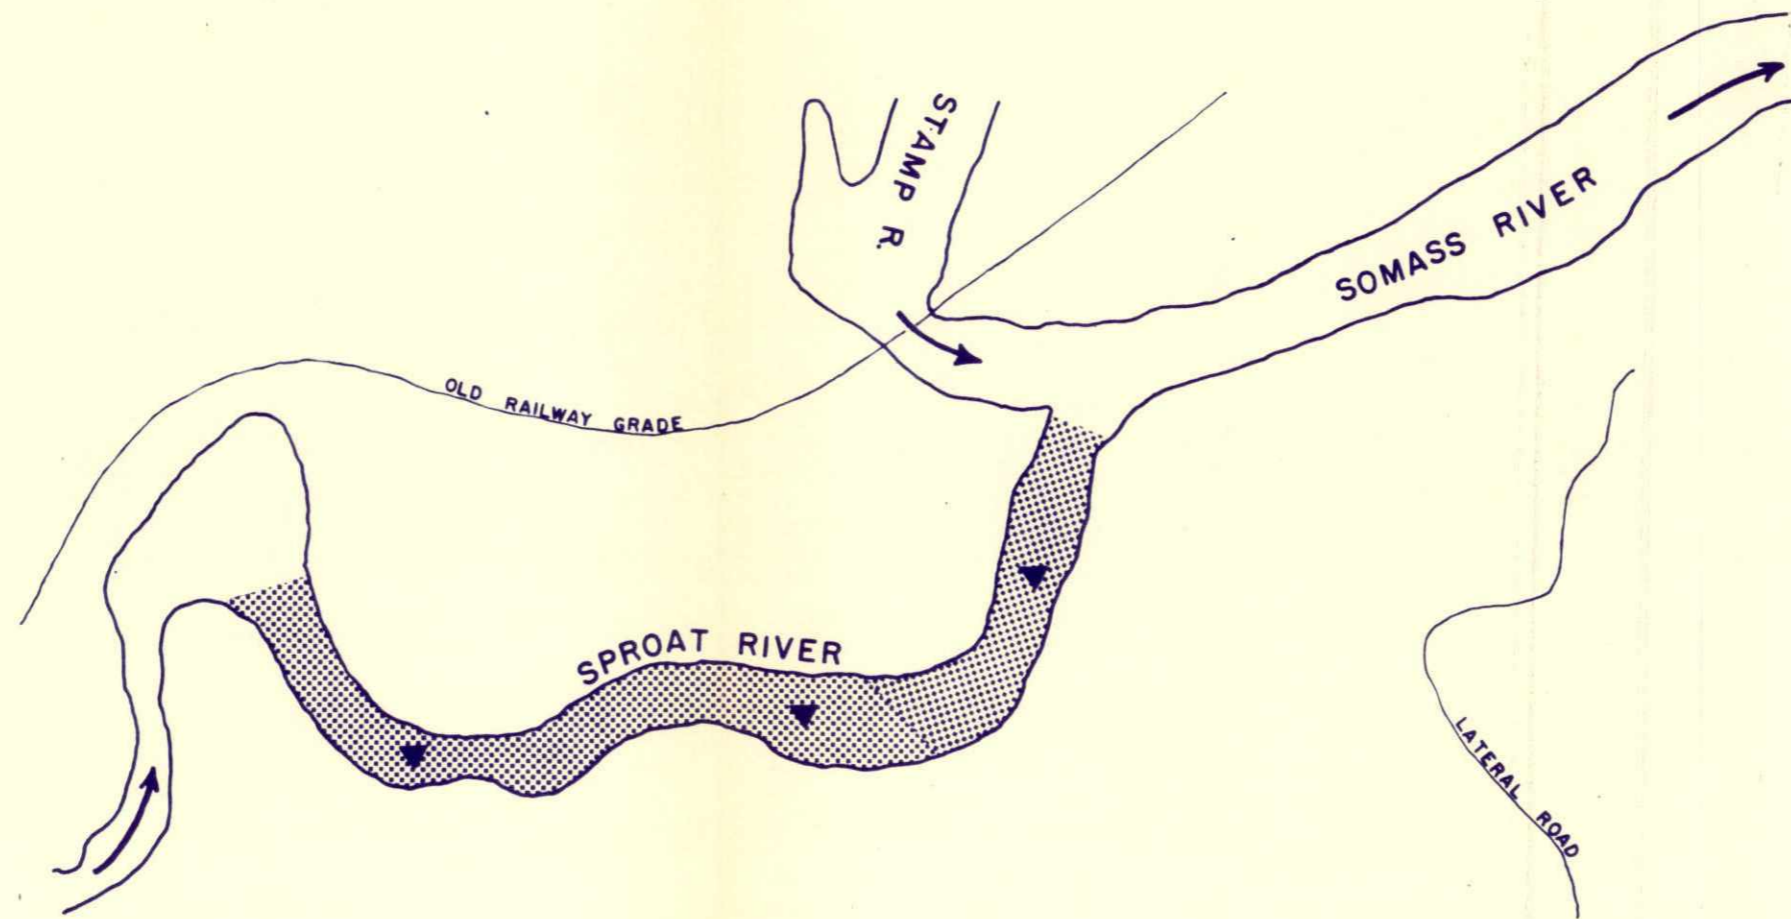 STAMP R.
SOMASS RIVER
OLD RAILWAY GRADE
SPROAT RIVER
LATERAL ROAD